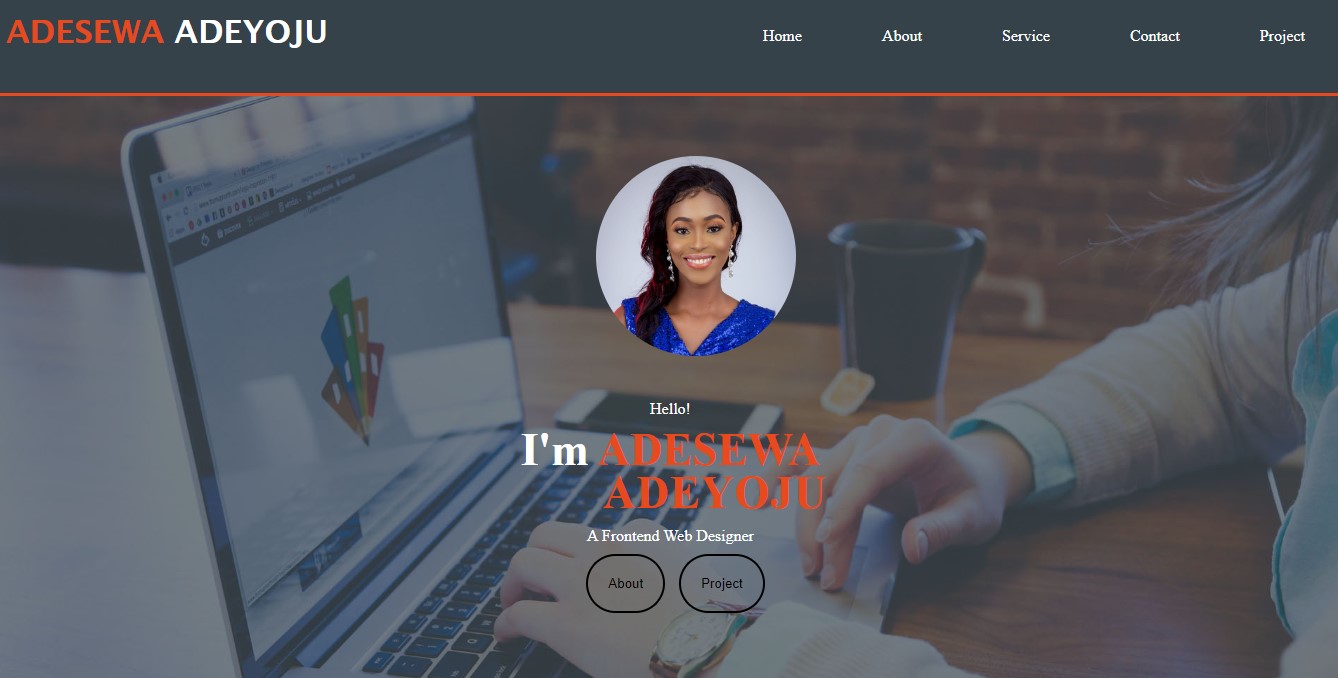 ADESEWA ADEYOJU
Home About Service Contact Project
Hello!
I'm ADESEWA
ADEYOJU
A Frontend Web Designer
About Project